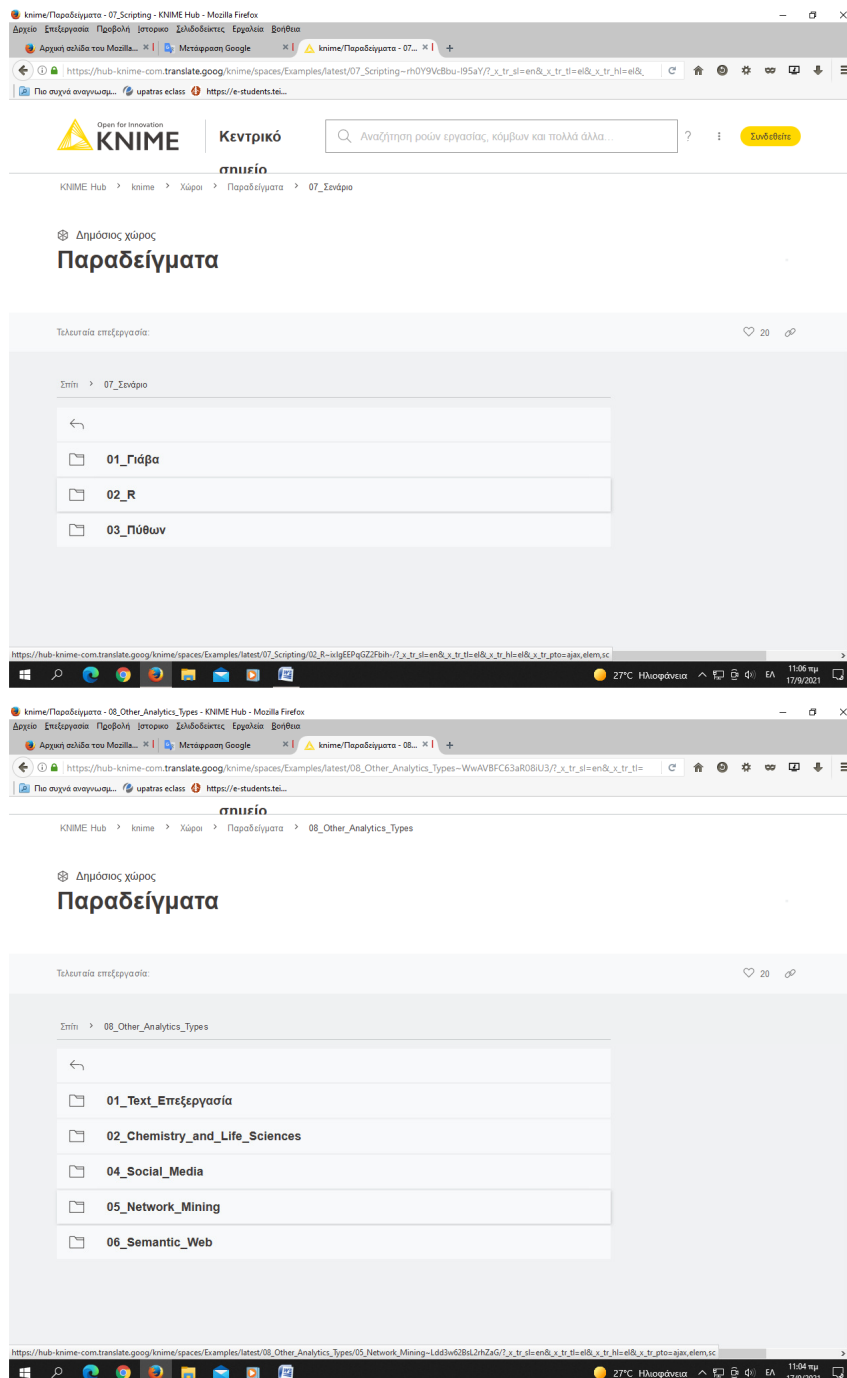 knime/Παραδείγματα - 07_Scripting - KNIME Hub - Mozilla Firefox
Αρχείο Επεξεργασία Προβολή Ιστορικο Σελιδοδείκτες Εργαλεία Βοήθεια
Αρχική σελίδα του Mozilla... Μετάφραση Google knime/Παραδείγματα - 07...
https://hub-knime-com.translate.goog/knime/spaces/Examples/latest/07_Scripting~rh0Y9VcBbu-I95aY/?_x_tr_sl=en&_x_tr_tl=el&_x_tr_hl=el&_
Πιο συχνά αναγνωσμ... upatras eclass https://e-students.tei...
Open for Innovation
KNIME Κεντρικό σημείο Αναζήτηση ροών εργασίας, κόμβων και πολλά άλλα... ? Συνδεθείτε
KNIME Hub > knime > Χώροι > Παραδείγματα > 07_Σενάριο
Δημόσιος χώρος
Παραδείγματα
Τελευταία επεξεργασία: 20
Σπίτι > 07_Σενάριο
01_Γιάβα
02_R
03_Πύθων
https://hub-knime-com.translate.goog/knime/spaces/Examples/latest/07_Scripting/02_R~ixIgEEPqGZ2Fbih-/?_x_tr_sl=en&_x_tr_tl=el&_x_tr_hl=el&_x_tr_pto=ajax,elem,sc
27°C Ηλιοφάνεια ΕΛ 11:06 πμ
17/9/2021
knime/Παραδείγματα - 08_Other_Analytics_Types - KNIME Hub - Mozilla Firefox
Αρχείο Επεξεργασία Προβολή Ιστορικο Σελιδοδείκτες Εργαλεία Βοήθεια
Αρχική σελίδα του Mozilla... Μετάφραση Google knime/Παραδείγματα - 08...
https://hub-knime-com.translate.goog/knime/spaces/Examples/latest/08_Other_Analytics_Types~WwAVBFC63aR08iU3/?_x_tr_sl=en&_x_tr_tl=
Πιο συχνά αναγνωσμ... upatras eclass https://e-students.tei...
σημείο
KNIME Hub > knime > Χώροι > Παραδείγματα > 08_Other_Analytics_Types
Δημόσιος χώρος
Παραδείγματα
Τελευταία επεξεργασία: 20
Σπίτι > 08_Other_Analytics_Types
01_Text_Επεξεργασία
02_Chemistry_and_Life_Sciences
04_Social_Media
05_Network_Mining
06_Semantic_Web
https://hub-knime-com.translate.goog/knime/spaces/Examples/latest/08_Other_Analytics_Types/05_Network_Mining~Ldd3w62BsL2rhZaG/?_x_tr_sl=en&_x_tr_tl=el&_x_tr_hl=el&_x_tr_pto=ajax,elem,sc
27°C Ηλιοφάνεια ΕΛ 11:04 πμ
17/9/2021